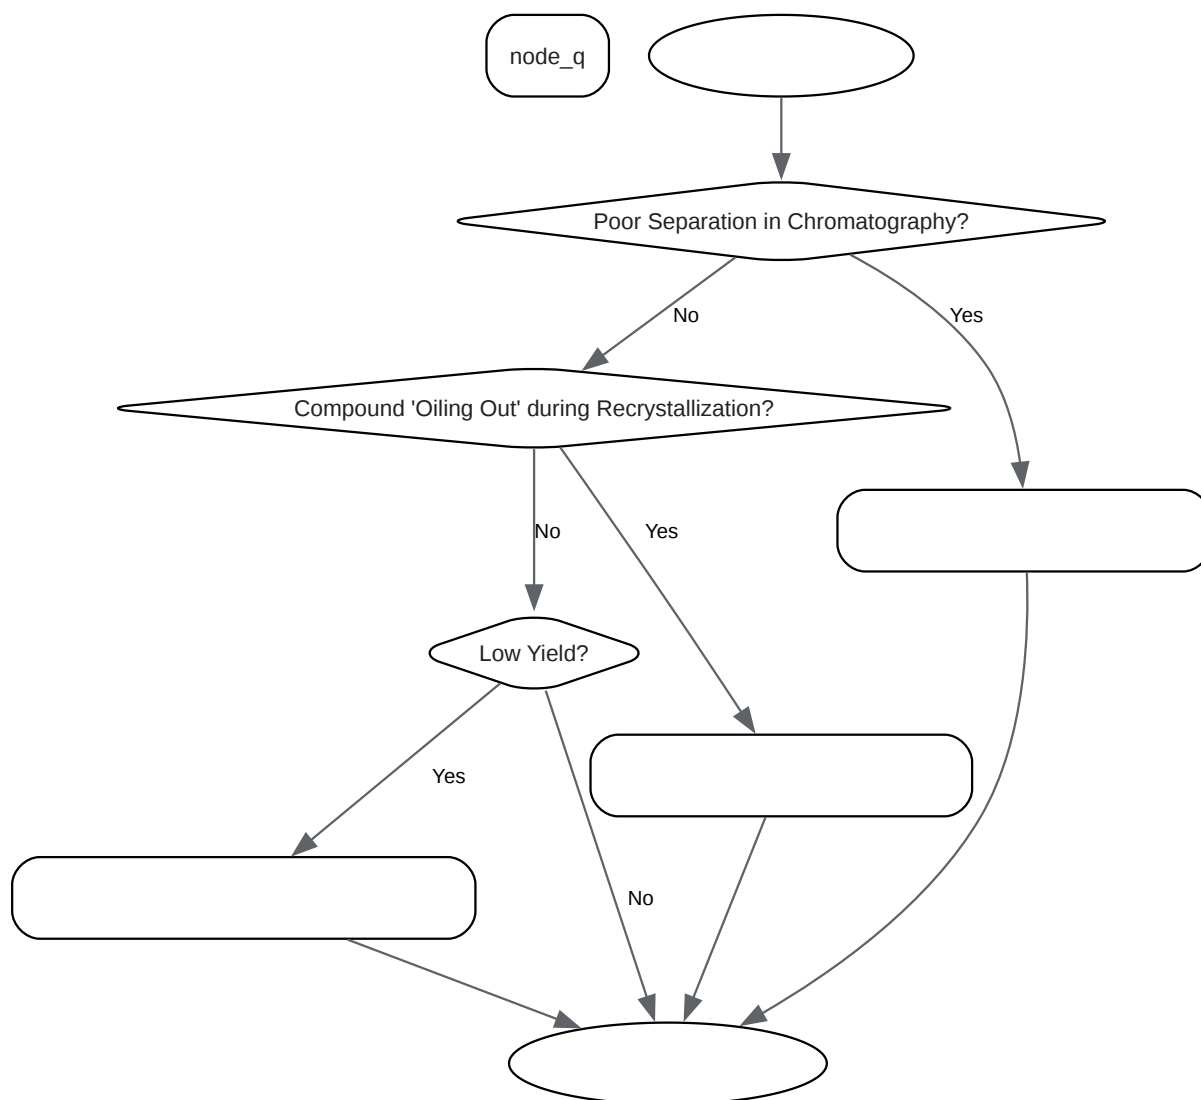 node_q
Poor Separation in Chromatography?
No
Yes
Compound 'Oiling Out' during Recrystallization?
No
Yes
Low Yield?
Yes
No